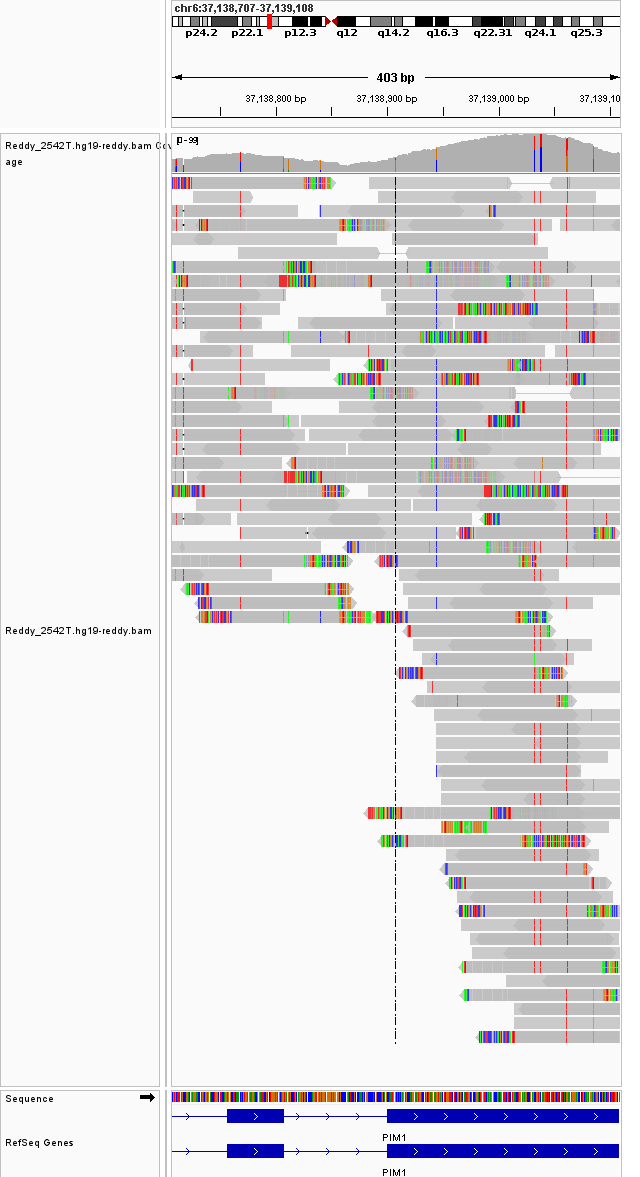 chr6:37,138,707-37,139,108
p24.2 p22.1 p12.3 q12 q14.2 q16.3 q22.31 q24.1 q25.3
403 bp
37,138,800 bp 37,138,900 bp 37,139,000 bp 37,139,10
Reddy_2542T.hg19-reddy.bam Cov
age
[0-99]
Reddy_2542T.hg19-reddy.bam
Sequence
PIM1
RefSeq Genes
PIM1